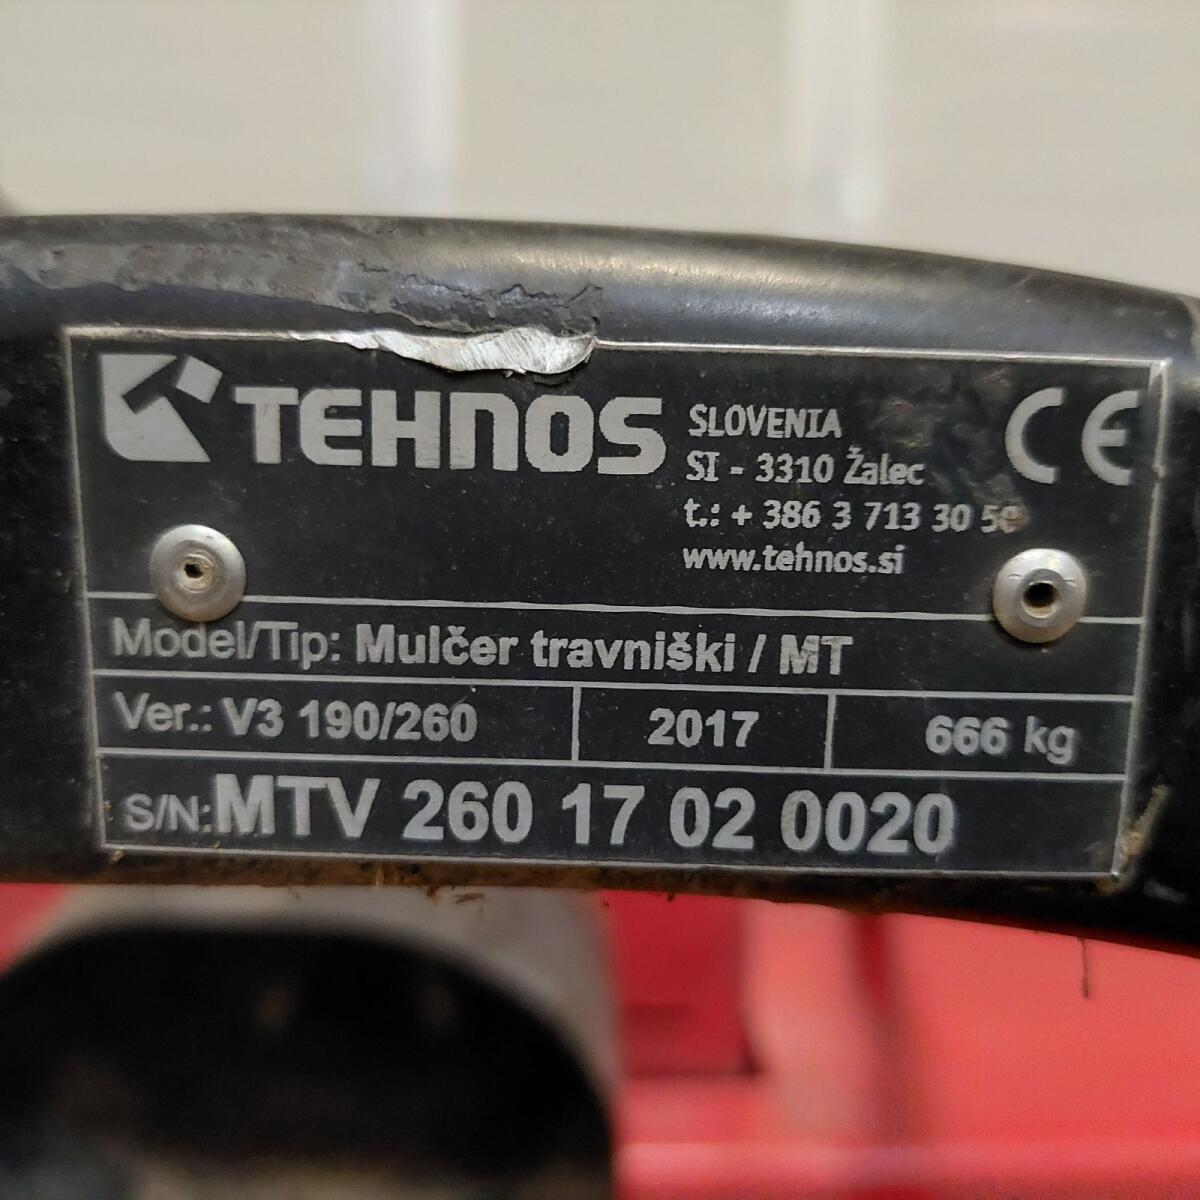 TEHNOS
SLOVENIA
SI - 3310 Žalec
t.: + 386 3 713 30 50
www.tehnos.si
CE
Model/Tip: Mulčer travniški / MT
Ver.: V3 190/260 2017 666 kg
S/N: MTV 260 17 02 0020